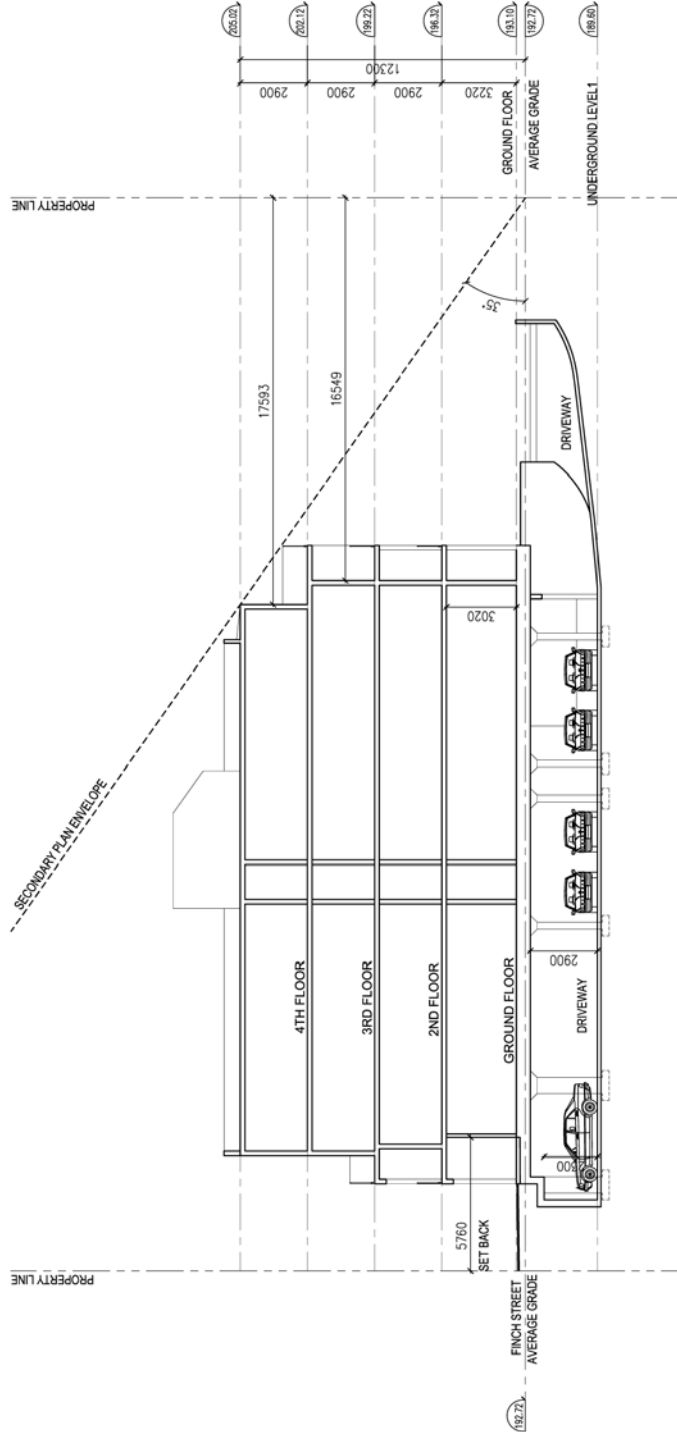 PROPERTY LINE
PROPERTY LINE
SECONDARY PLAN ENVELOPE
205.02
202.12
199.22
196.32
193.10
192.72
189.60
12300
2900
2900
2900
3220
GROUND FLOOR
AVERAGE GRADE
UNDERGROUND LEVEL1
17593
16549
35°
3020
4TH FLOOR
3RD FLOOR
2ND FLOOR
GROUND FLOOR
5760
SET BACK
FINCH STREET
AVERAGE GRADE
192.72
2900
DRIVEWAY
DRIVEWAY